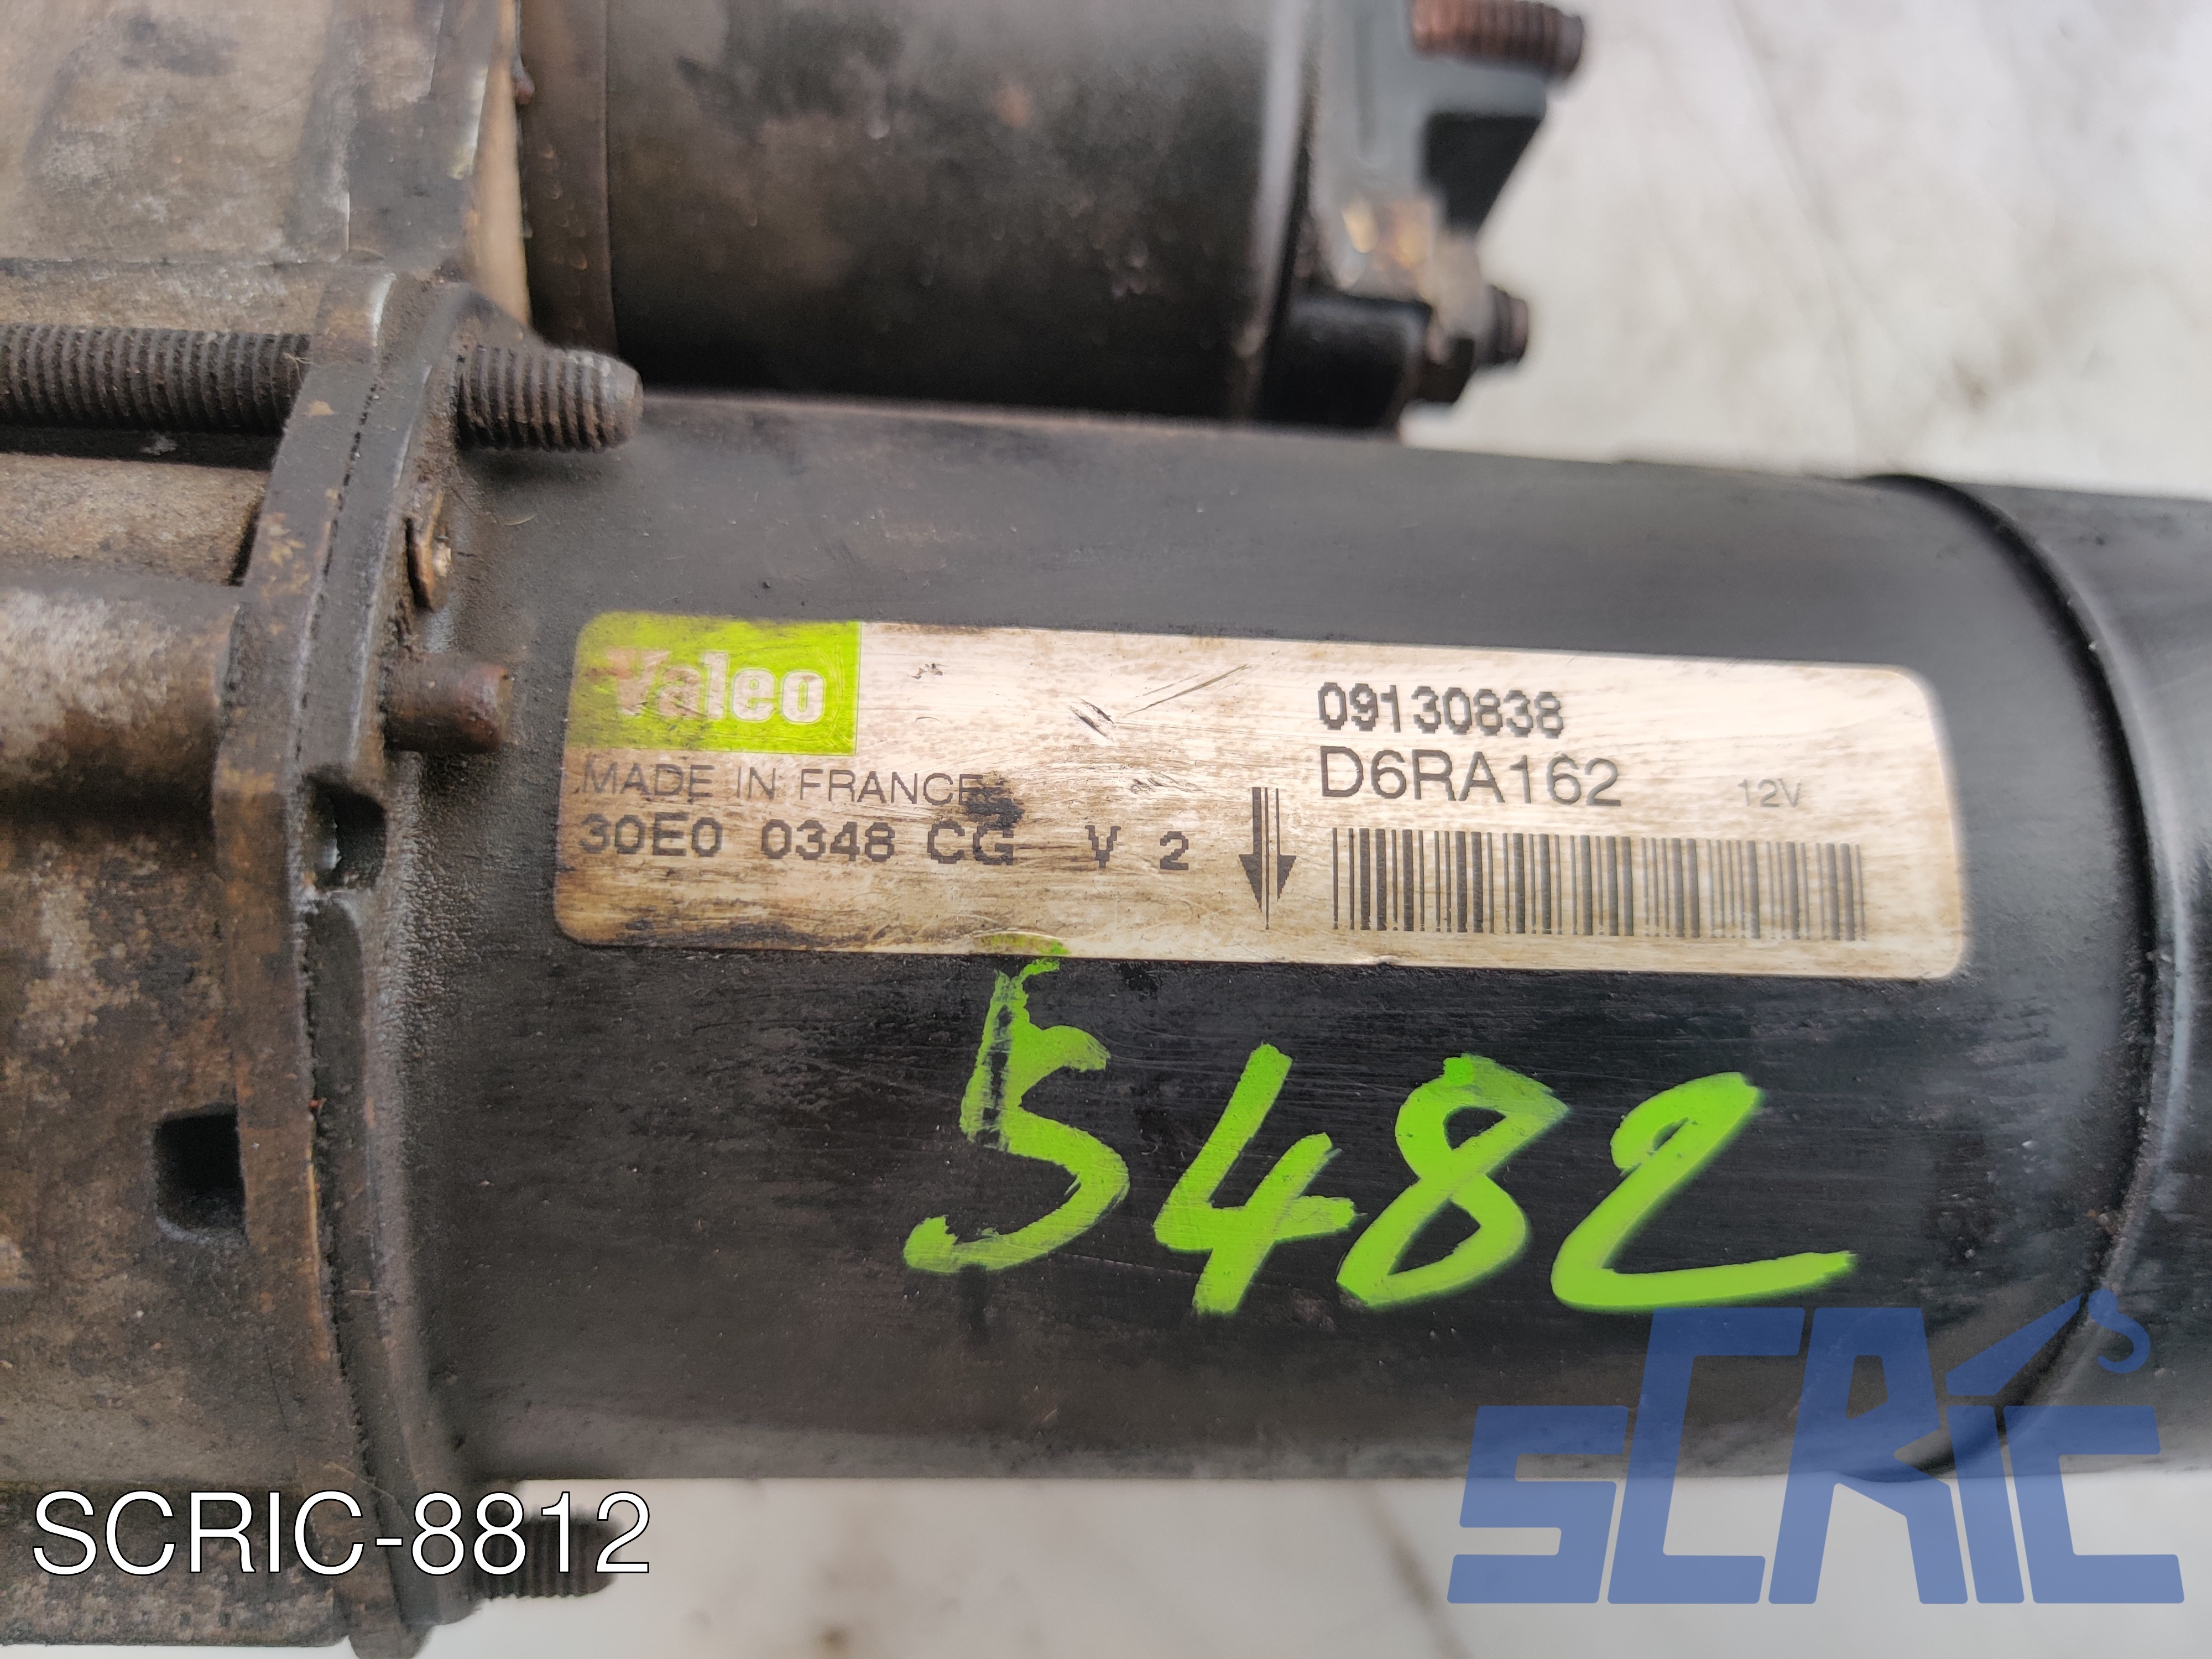 Valeo
MADE IN FRANCE
30E0 0348 CG V 2
09130838
D6RA162 12V
5482
SCRIC-8812
SCRIC